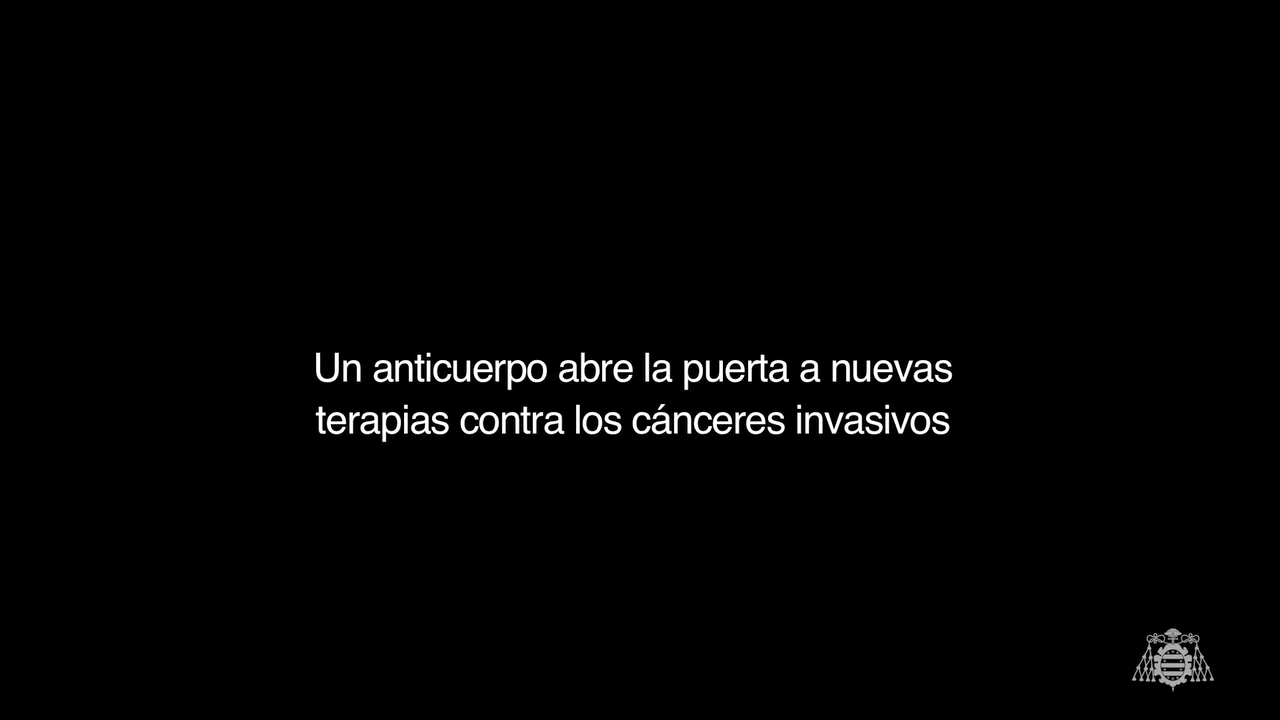 Un anticuerpo abre la puerta a nuevas
terapias contra los cánceres invasivos